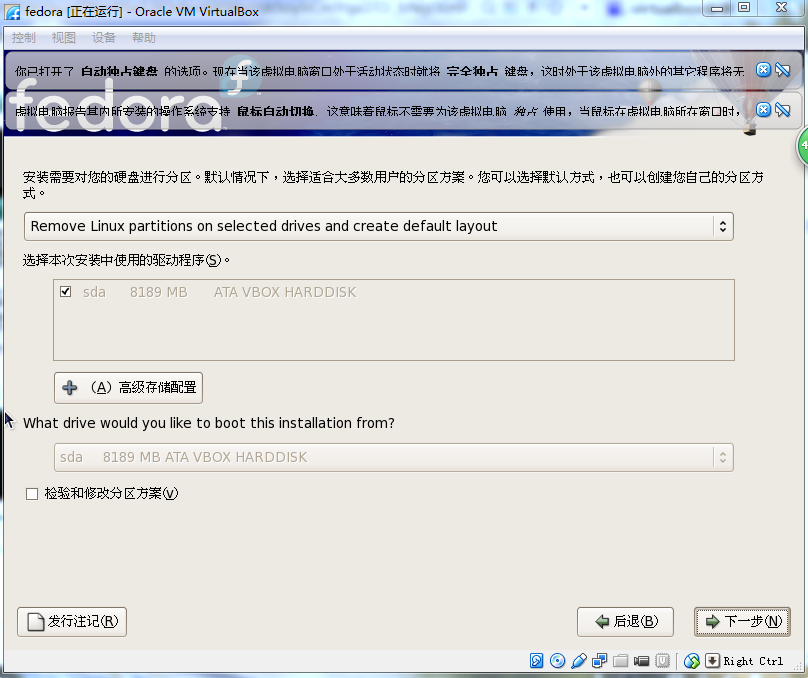 fedora [正在运行] - Oracle VM VirtualBox
控制 视图 设备 帮助
你已打开了 自动独占键盘 的选项。现在当该虚拟电脑窗口处于活动状态时就将 完全独占 键盘，这时处于该虚拟电脑外的其它程序将无
虚拟电脑报告其内所安装的操作系统支持 鼠标自动切换. 这意味着鼠标不需要为该虚拟电脑 独占 使用，当鼠标在虚拟电脑所在窗口时，
fedora
安装需要对您的硬盘进行分区。默认情况下，选择适合大多数用户的分区方案。您可以选择默认方式，也可以创建您自己的分区方
式。
Remove Linux partitions on selected drives and create default layout
选择本次安装中使用的驱动程序(S)。
sda 8189 MB ATA VBOX HARDDISK
(A) 高级存储配置
What drive would you like to boot this installation from?
sda 8189 MB ATA VBOX HARDDISK
检验和修改分区方案(V)
发行注记(R) 后退(B) 下一步(N)
Right Ctrl